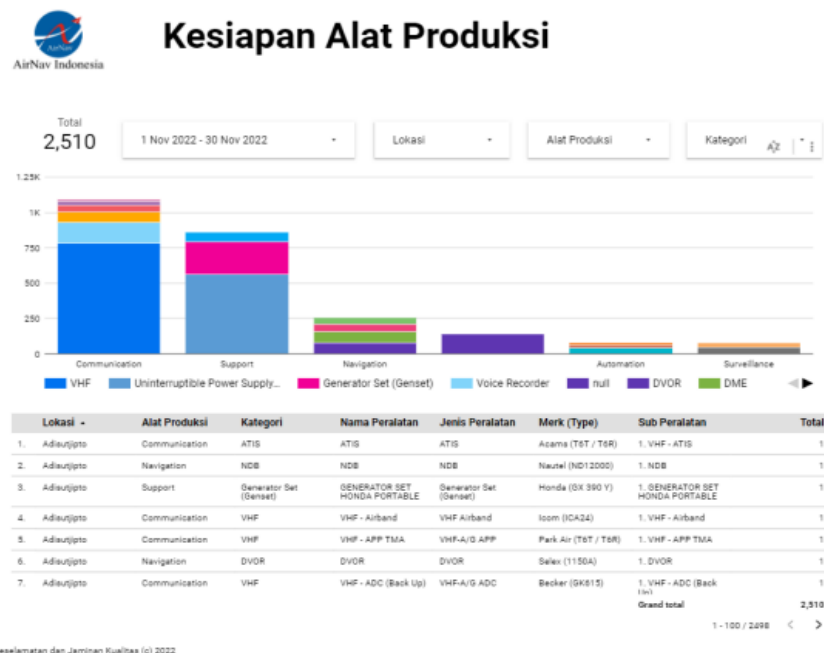 AirNav
AirNav Indonesia
Kesiapan Alat Produksi
Total
2,510
1 Nov 2022 - 30 Nov 2022
Lokasi
Alat Produksi
Kategori
AZ
1.25K
1K
750
500
250
0
Communication
Support
Navigation
Automation
Surveillance
VHF
Uninterruptible Power Supply...
Generator Set (Genset)
Voice Recorder
null
DVOR
DME
Lokasi Alat Produksi Kategori Nama Peralatan Jenis Peralatan Merk (Type) Sub Peralatan Total
1. Adisutjipto Communication ATIS ATIS ATIS Acams (T6T / T6R) 1. VHF - ATIS 1
2. Adisutjipto Navigation NDB NDB NDB Nautel (ND12000) 1. NDB 1
3. Adisutjipto Support Generator Set (Genset) GENERATOR SET HONDA PORTABLE Generator Set (Genset) Honda (GX 390 Y) 1. GENERATOR SET HONDA PORTABLE 1
4. Adisutjipto Communication VHF VHF - Airband VHF Airband Icom (ICA24) 1. VHF - Airband 1
5. Adisutjipto Communication VHF VHF - APP TMA VHF-A/G APP Park Air (T6T / T6R) 1. VHF - APP TMA 1
6. Adisutjipto Navigation DVOR DVOR DVOR Selex (1150A) 1. DVOR 1
7. Adisutjipto Communication VHF VHF - ADC (Back Up) VHF-A/G ADC Becker (GK615) 1. VHF - ADC (Back Up) 1
Grand total 2,510
1 - 100 / 2498
eselamatan dan Jaminan Kualitas (c) 2022